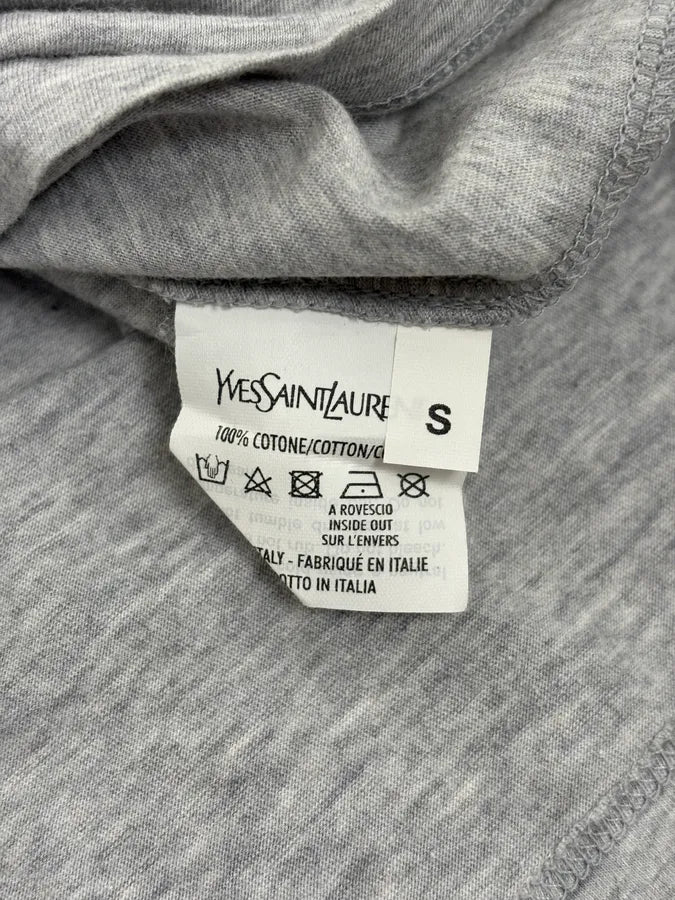 YVESSAINTLAURE
S
100% COTONE/COTTON/C
A ROVESCIO
INSIDE OUT
SUR L'ENVERS
TALY - FABRIQUÉ EN ITALIE
OTTO IN ITALIA